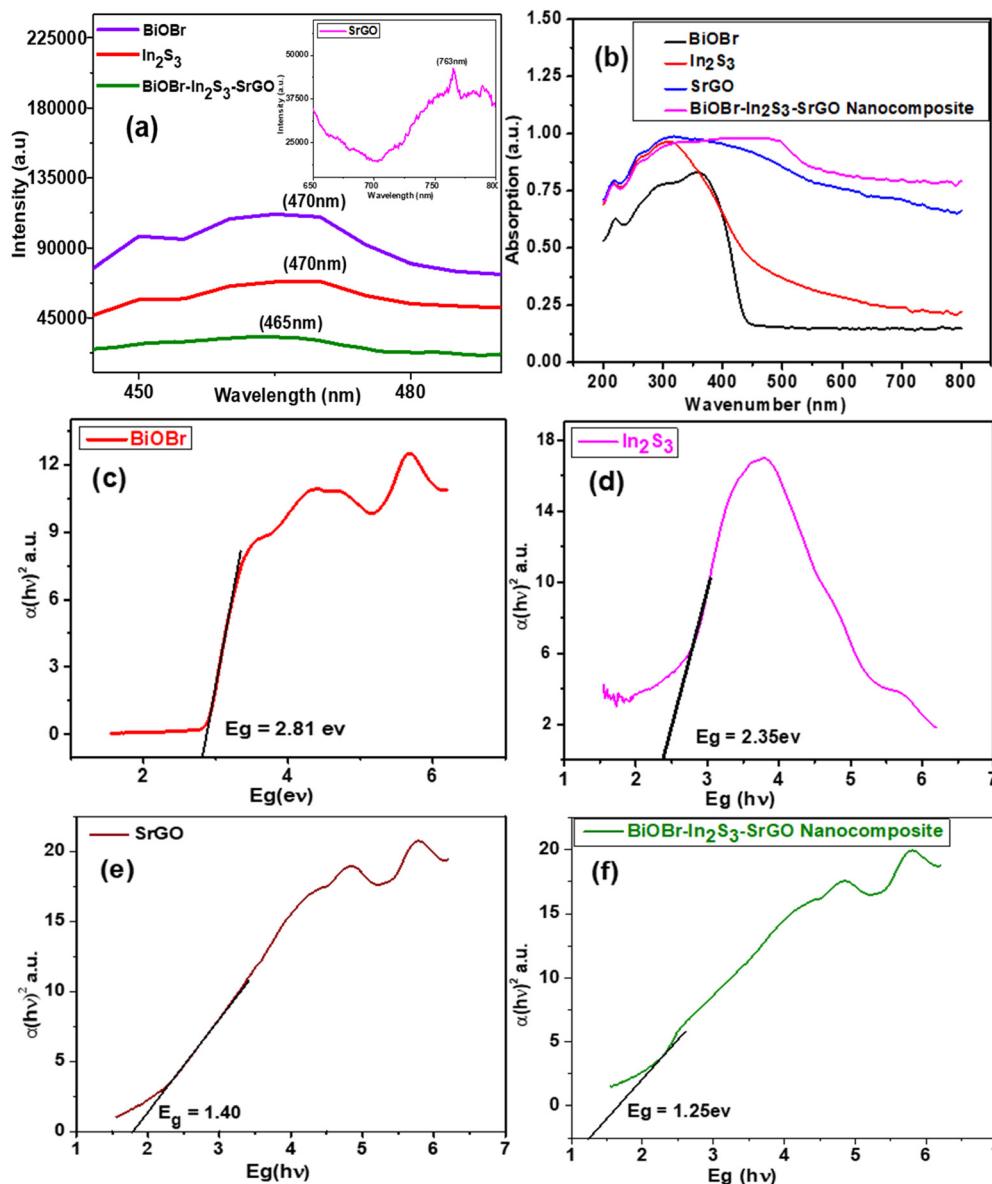 BiOBr
In₂S₃
BiOBr-In₂S₃-SrGO
(a)
225000
180000
135000
90000
45000
Intensity (a.u)
(470nm)
(470nm)
(465nm)
450
480
Wavelength (nm)
SrGO
(763nm)
50000
37500
25000
Intensity (a.u.)
650
700
750
800
Wavelength (nm)
(b)
BiOBr
In₂S₃
SrGO
BiOBr-In₂S₃-SrGO Nanocomposite
1.50
1.25
1.00
0.75
0.50
0.25
0.00
Absorption (a.u.)
200 300 400 500 600 700 800
Wavenumber (nm)
BiOBr
(c)
12
9
6
3
0
α(hν)² a.u.
Eg = 2.81 ev
2 4 6
Eg(ev)
In₂S₃
(d)
18
14
10
6
2
α(hν)² a.u.
Eg = 2.35ev
1 2 3 4 5 6 7
Eg (hν)
SrGO
(e)
20
15
10
5
0
α(hν)² a.u.
E_g = 1.40
1 2 3 4 5 6 7
Eg(hν)
BiOBr-In₂S₃-SrGO Nanocomposite
(f)
20
15
10
5
0
α(hν)² a.u.
Eg = 1.25ev
1 2 3 4 5 6 7
Eg (hν)